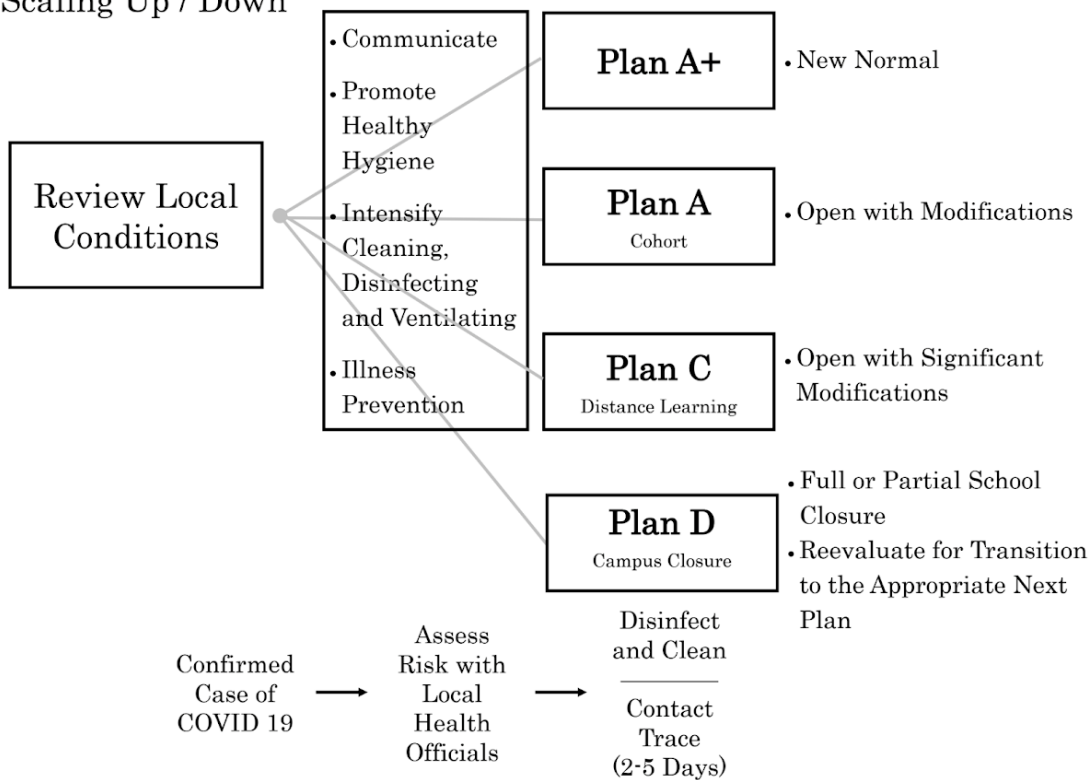 Scaling Up / Down
Review Local
Conditions
• Communicate
• Promote
Healthy
Hygiene
• Intensify
Cleaning,
Disinfecting
and Ventilating
• Illness
Prevention
Plan A+
• New Normal
Plan A
Cohort
• Open with Modifications
Plan C
Distance Learning
• Open with Significant
Modifications
Plan D
Campus Closure
• Full or Partial School
Closure
• Reevaluate for Transition
to the Appropriate Next
Plan
Confirmed
Case of
COVID 19
Assess
Risk with
Local
Health
Officials
Disinfect
and Clean
Contact
Trace
(2-5 Days)